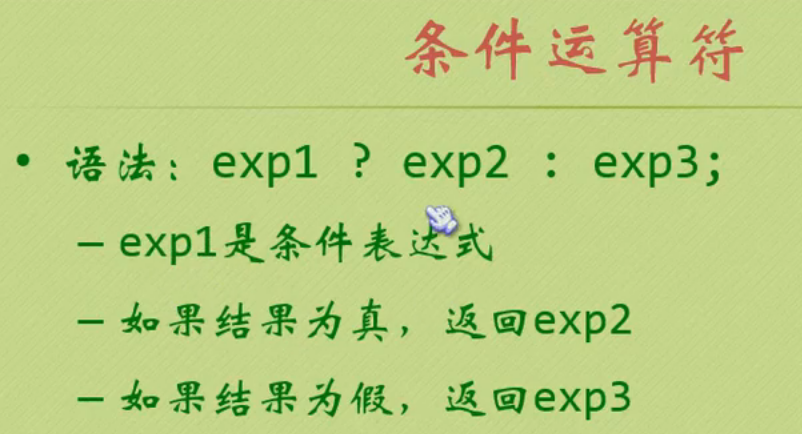 条件运算符
• 语法：exp1 ? exp2 : exp3;
– exp1是条件表达式
– 如果结果为真，返回exp2
– 如果结果为假，返回exp3